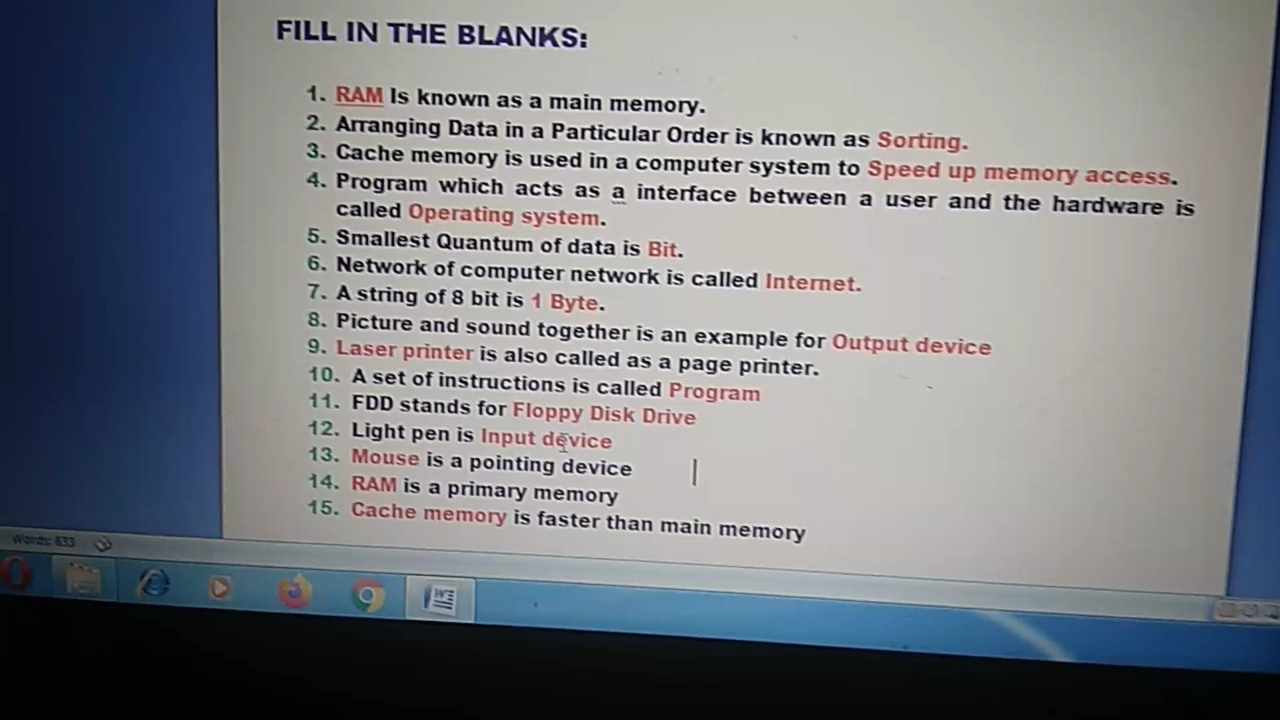 FILL IN THE BLANKS:
1. RAM Is known as a main memory.
2. Arranging Data in a Particular Order is known as Sorting.
3. Cache memory is used in a computer system to Speed up memory access.
4. Program which acts as a interface between a user and the hardware is
called Operating system.
5. Smallest Quantum of data is Bit.
6. Network of computer network is called Internet.
7. A string of 8 bit is 1 Byte.
8. Picture and sound together is an example for Output device
9. Laser printer is also called as a page printer.
10. A set of instructions is called Program
11. FDD stands for Floppy Disk Drive
12. Light pen is Input device
13. Mouse is a pointing device
14. RAM is a primary memory
15. Cache memory is faster than main memory
Words: 633